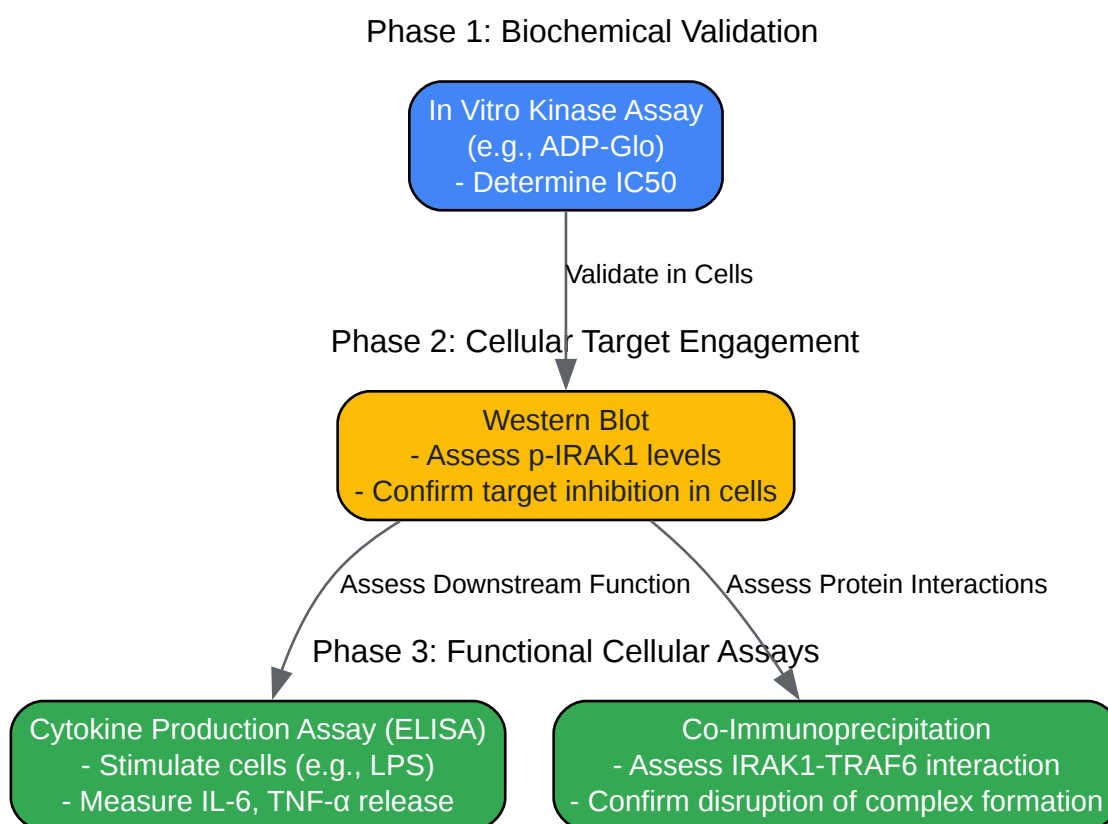 Phase 1: Biochemical Validation
In Vitro Kinase Assay
(e.g., ADP-Glo)
- Determine IC50
Validate in Cells
Phase 2: Cellular Target Engagement
Western Blot
- Assess p-IRAK1 levels
- Confirm target inhibition in cells
Assess Downstream Function
Assess Protein Interactions
Phase 3: Functional Cellular Assays
Cytokine Production Assay (ELISA)
- Stimulate cells (e.g., LPS)
- Measure IL-6, TNF-α release
Co-Immunoprecipitation
- Assess IRAK1-TRAF6 interaction
- Confirm disruption of complex formation